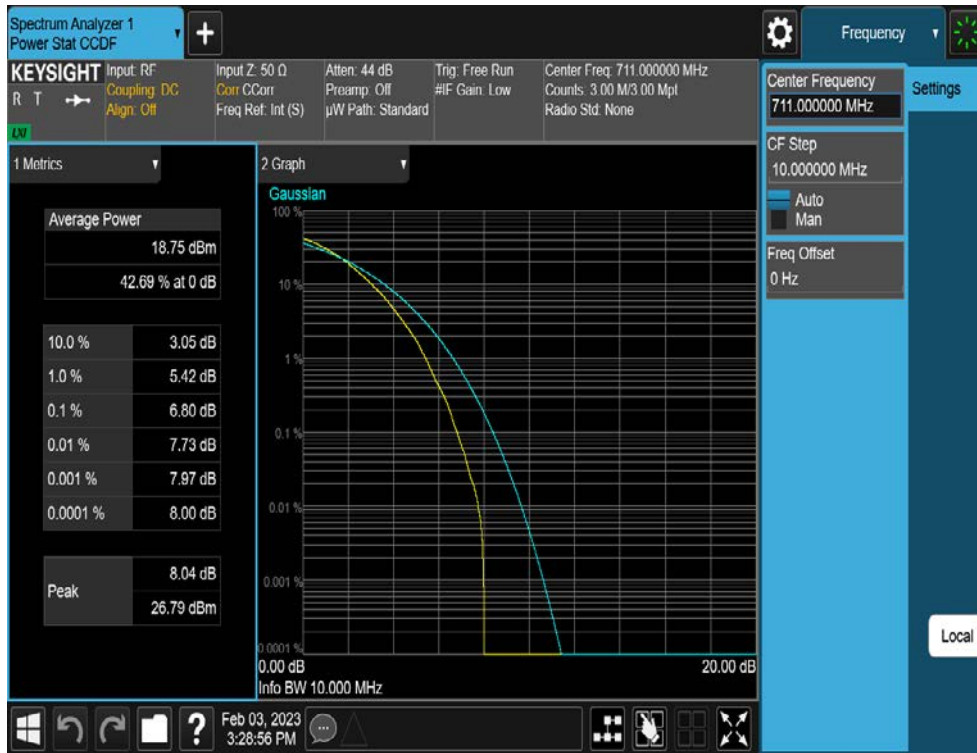 Spectrum Analyzer 1
Power Stat CCDF
+
Frequency
KEYSIGHT
R T
LXI
Input: RF
Coupling: DC
Align: Off
Input Z: 50 Ω
Corr CCorr
Freq Ref: Int (S)
Atten: 44 dB
Preamp: Off
µW Path: Standard
Trig: Free Run
#IF Gain: Low
Center Freq: 711.000000 MHz
Counts: 3.00 M/3.00 Mpt
Radio Std: None
Center Frequency
711.000000 MHz
Settings
CF Step
10.000000 MHz
Auto
Man
Freq Offset
0 Hz
Local
1 Metrics
Average Power
18.75 dBm
42.69 % at 0 dB
10.0 % 3.05 dB
1.0 % 5.42 dB
0.1 % 6.80 dB
0.01 % 7.73 dB
0.001 % 7.97 dB
0.0001 % 8.00 dB
Peak
8.04 dB
26.79 dBm
2 Graph
Gaussian
100 %
10 %
1 %
0.1 %
0.01 %
0.001 %
0.0001 %
0.00 dB 20.00 dB
Info BW 10.000 MHz
?
Feb 03, 2023
3:28:56 PM